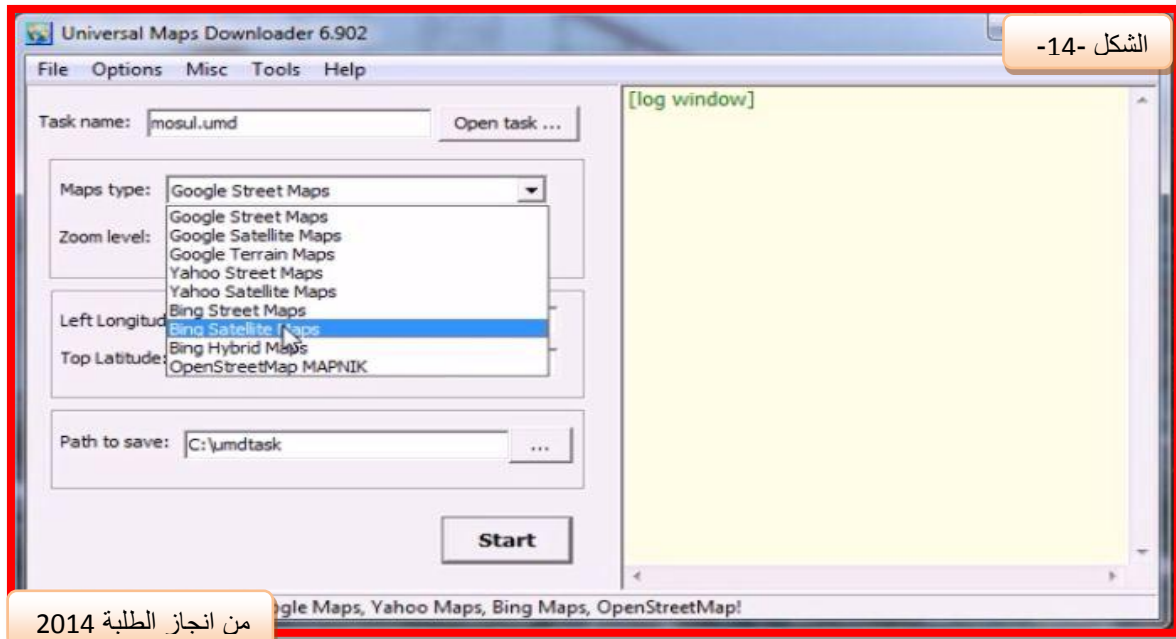 Universal Maps Downloader 6.902
الشكل -14-
File Options Misc Tools Help
Task name: mosul.umd Open task ...
[log window]
Maps type: Google Street Maps
Google Street Maps
Google Satellite Maps
Zoom level:
Google Terrain Maps
Yahoo Street Maps
Yahoo Satellite Maps
Bing Street Maps
Left Longitud
Bing Satellite Maps
Bing Hybrid Maps
Top Latitude:
OpenStreetMap MAPNIK
Path to save: C:\umdtask ...
Start
gle Maps, Yahoo Maps, Bing Maps, OpenStreetMap!
من انجاز الطلبة 2014